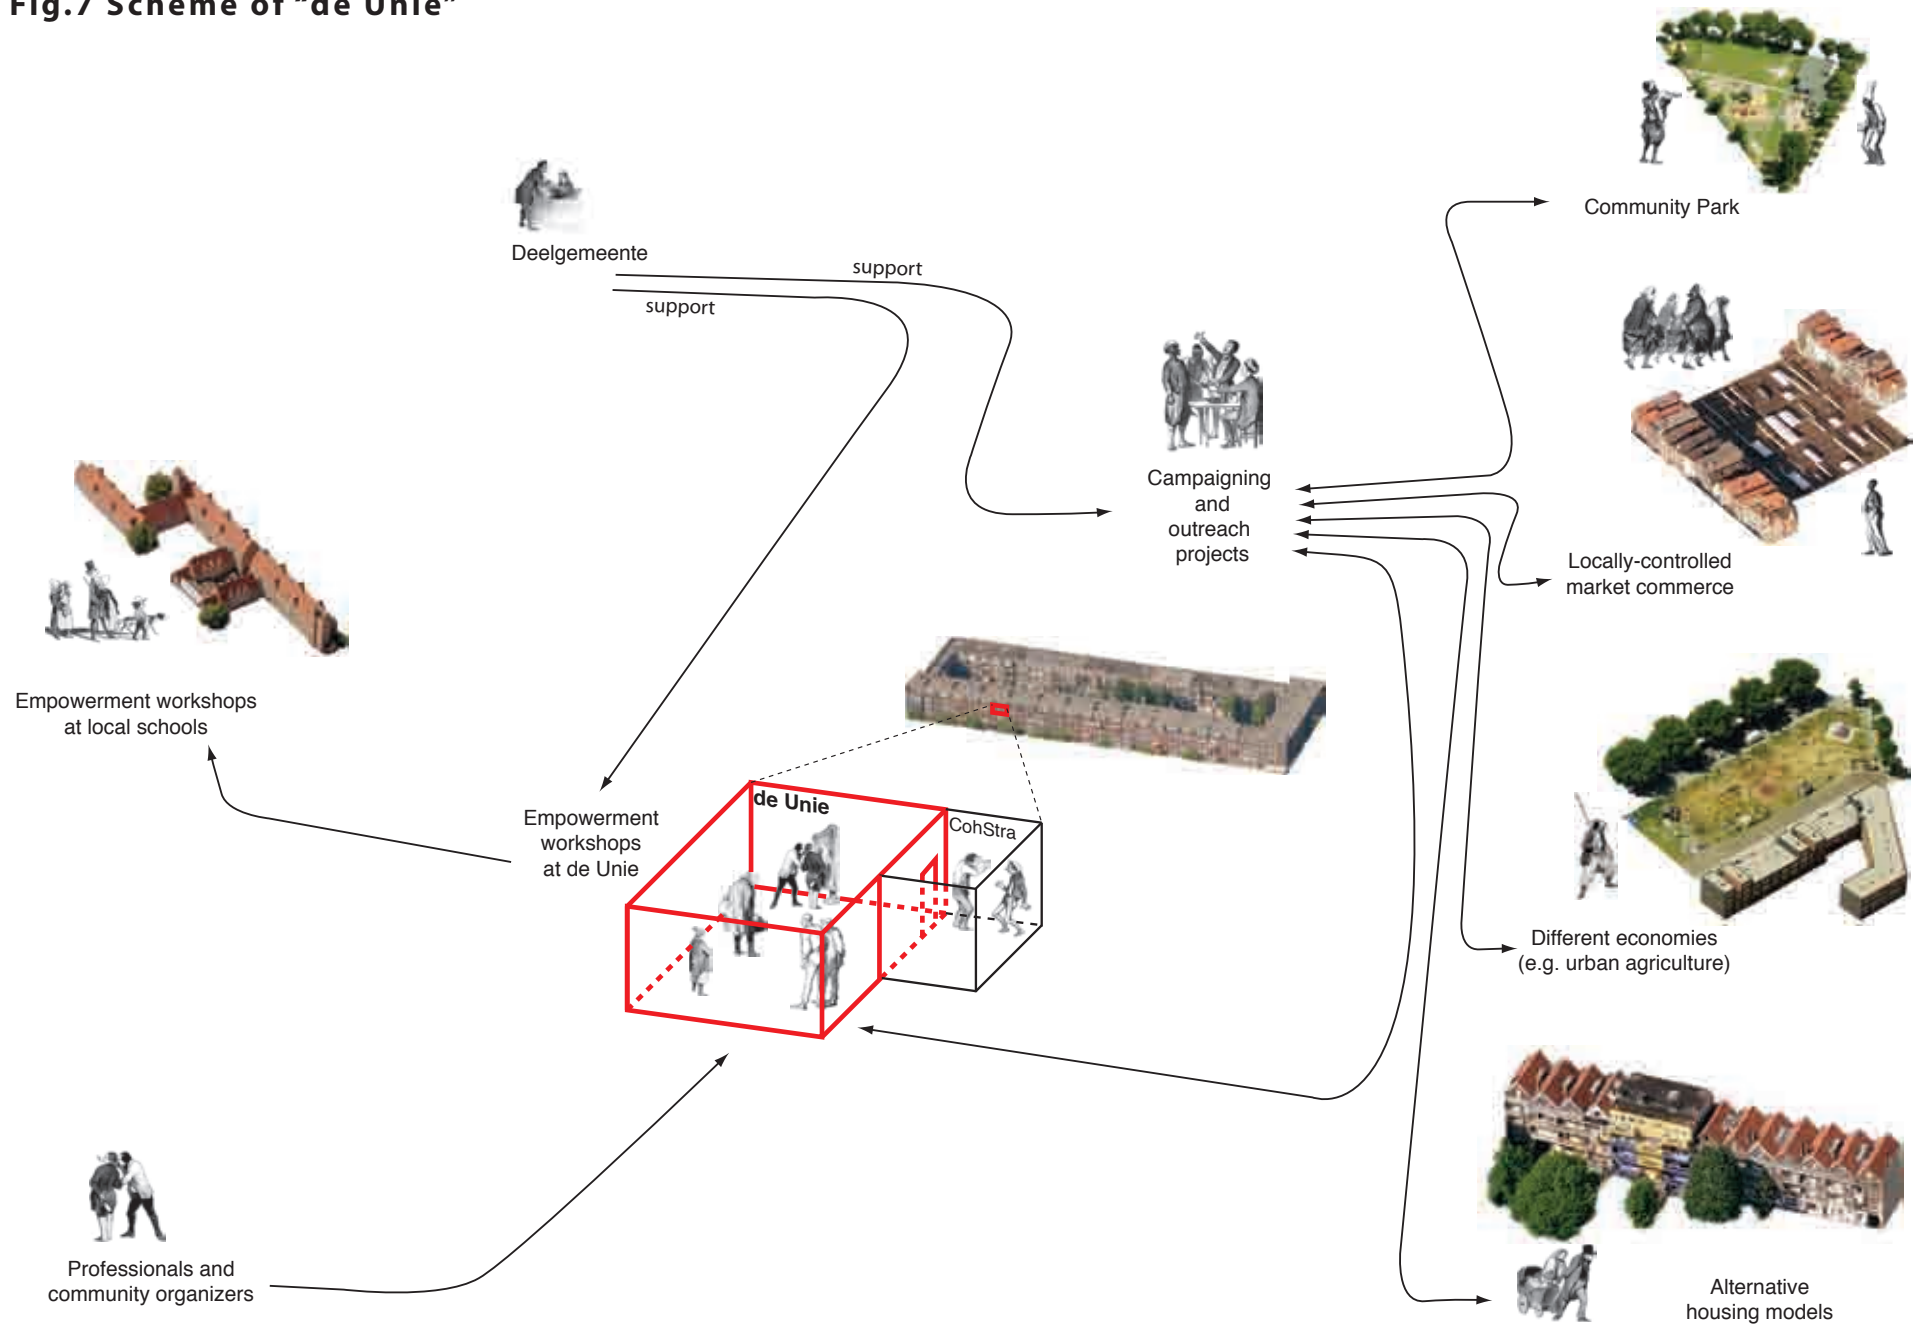 Fig.7 Scheme of "de Unie"
Community Park
Deelgemeente
support
support
Campaigning
and
outreach
projects
Locally-controlled
market commerce
Empowerment workshops
at local schools
Empowerment
workshops
at de Unie
de Unie
CohStra
Different economies
(e.g. urban agriculture)
Professionals and
community organizers
Alternative
housing models